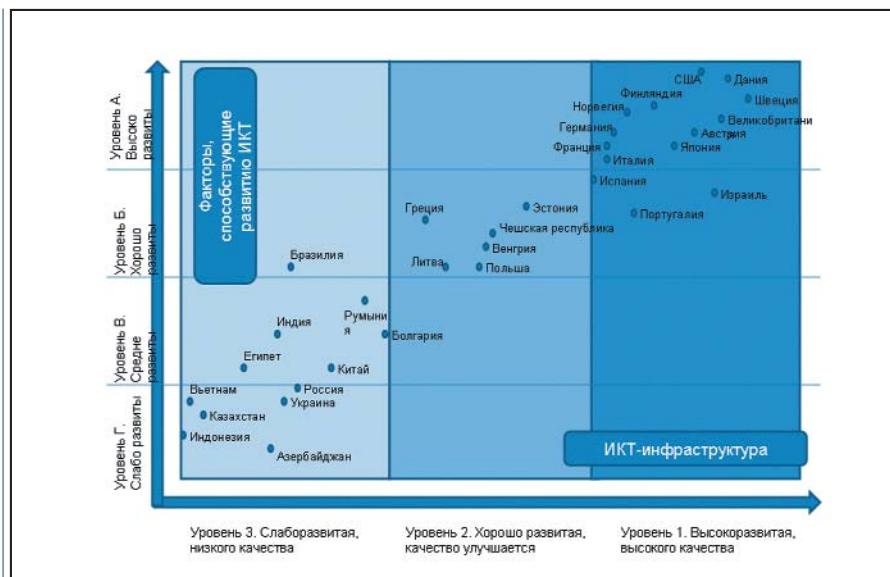 Уровень А.
Высоко
развиты
Уровень Б.
Хорошо
развиты
Уровень В.
Средне
развиты
Уровень Г.
Слабо развиты
Факторы,
способствующие
развитию ИКТ
США
Дания
Финляндия
Швеция
Норвегия
Великобритани
я
Германия
Австрия
Франция
Япония
Италия
Испания
Израиль
Португалия
Греция
Эстония
Чешская республика
Венгрия
Литва
Польша
Бразилия
Румыни
я
Индия
Болгария
Египет
Китай
Вьетнам
Россия
Украина
Казахстан
Индонезия
Азербайджан
ИКТ-инфраструктура
Уровень 3. Слаборазвитая,
низкого качества
Уровень 2. Хорошо развитая,
качество улучшается
Уровень 1. Высокоразвитая,
высокого качества